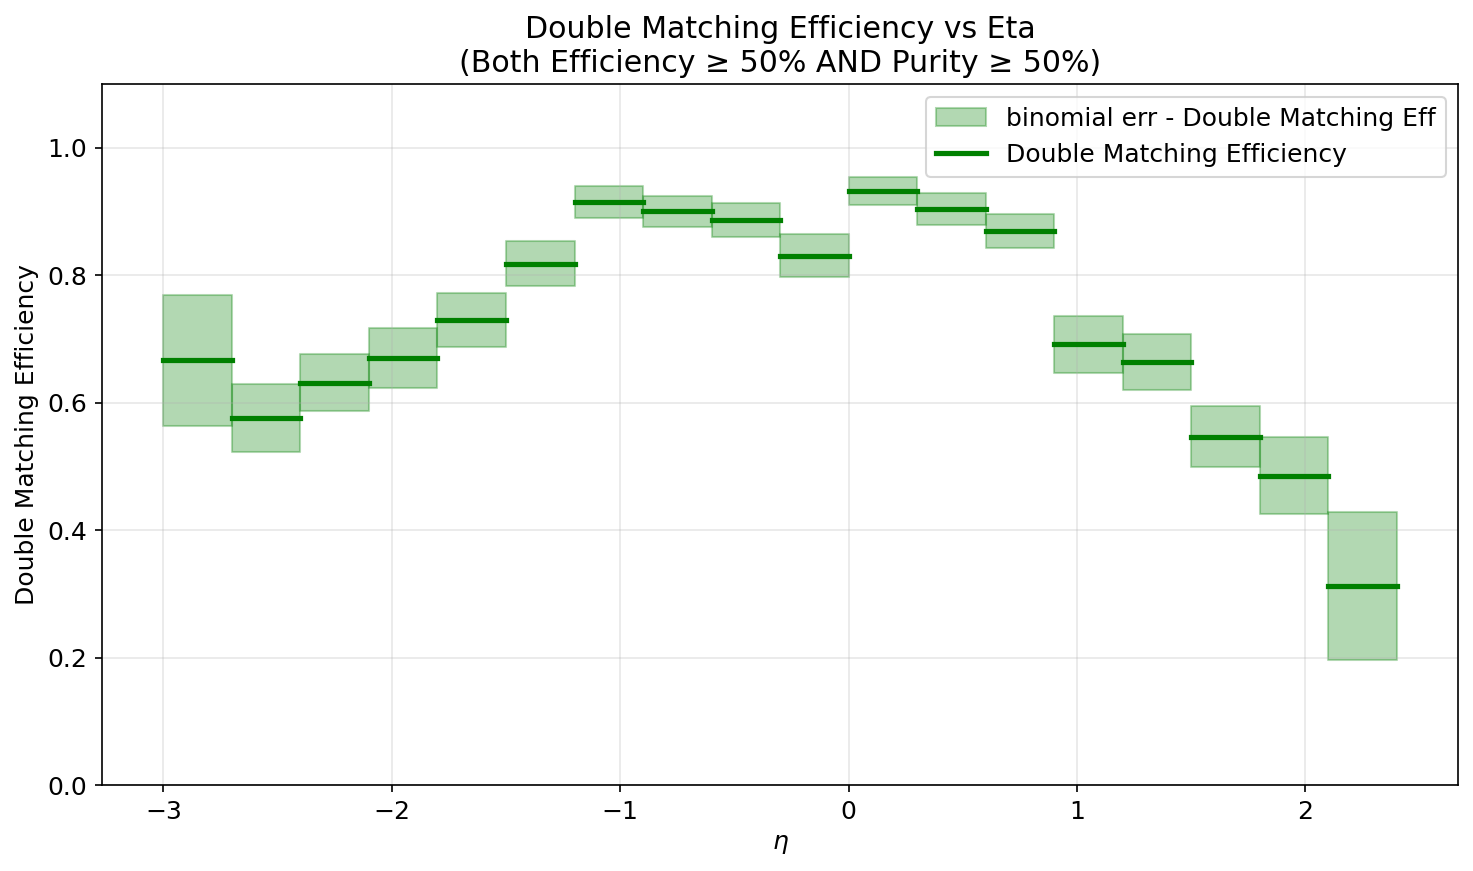 Double Matching Efficiency vs Eta
(Both Efficiency ≥ 50% AND Purity ≥ 50%)
binomial err - Double Matching Eff
Double Matching Efficiency
Double Matching Efficiency
1.0
0.8
0.6
0.4
0.2
0.0
−3
−2
−1
0
1
2
η